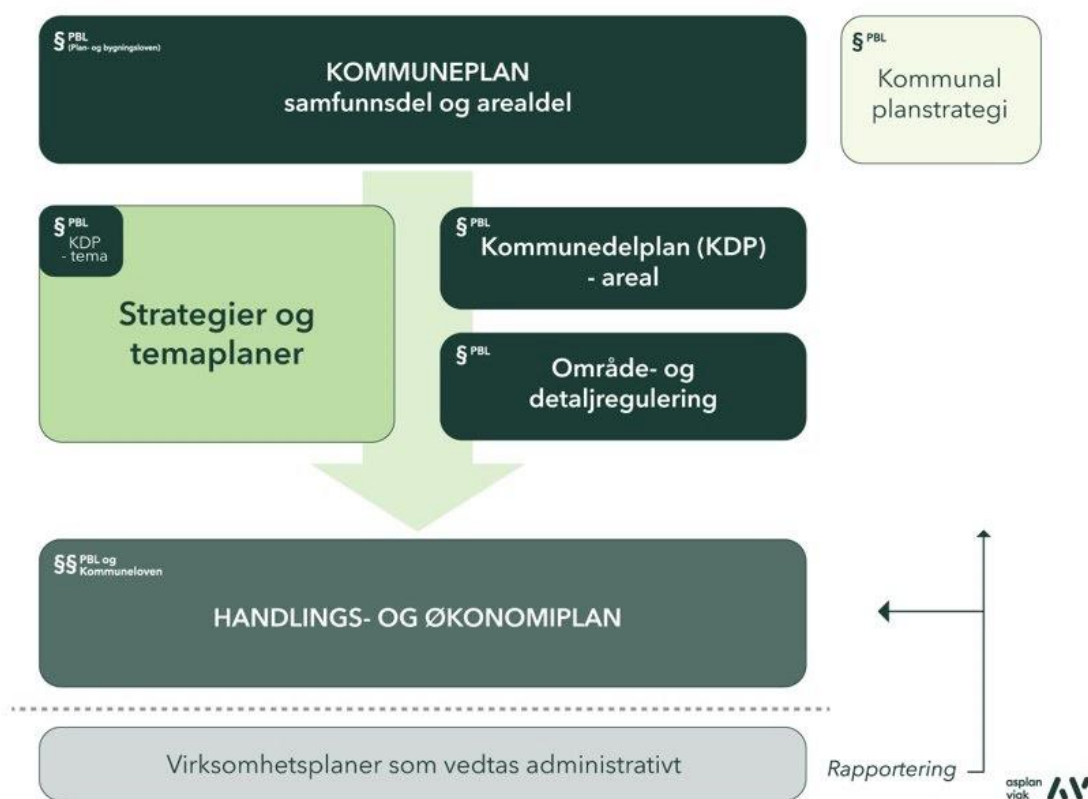 § PBL
(Plan- og bygningsloven)
KOMMUNEPLAN
samfunnsdel og arealdel
§ PBL
Kommunal
planstrategi
§ PBL
KDP
- tema
Strategier og
temaplaner
§ PBL
Kommunedelplan (KDP)
- areal
§ PBL
Område- og
detaljregulering
§§ PBL og
Kommuneloven
HANDLINGS- OG ØKONOMIPLAN
Virksomhetsplaner som vedtas administrativt
Rapportering
asplan
viak